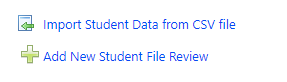 Import Student Data from CSV file
Add New Student File Review